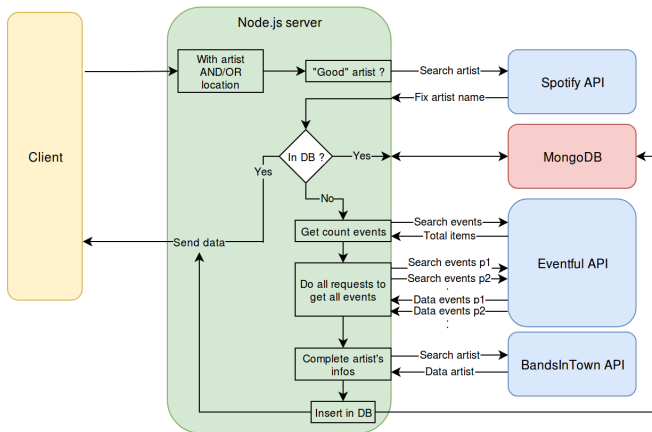 Node.js server
With artist
AND/OR
location
"Good" artist ?
Search artist
Spotify API
Fix artist name
Client
In DB ?
Yes
MongoDB
Yes
No
Search events
Get count events
Total items
Send data
Search events p1
Eventful API
Do all requests to
get all events
Search events p2
:
Data events p1
Data events p2
:
Complete artist's
infos
Search artist
BandsInTown API
Data artist
Insert in DB